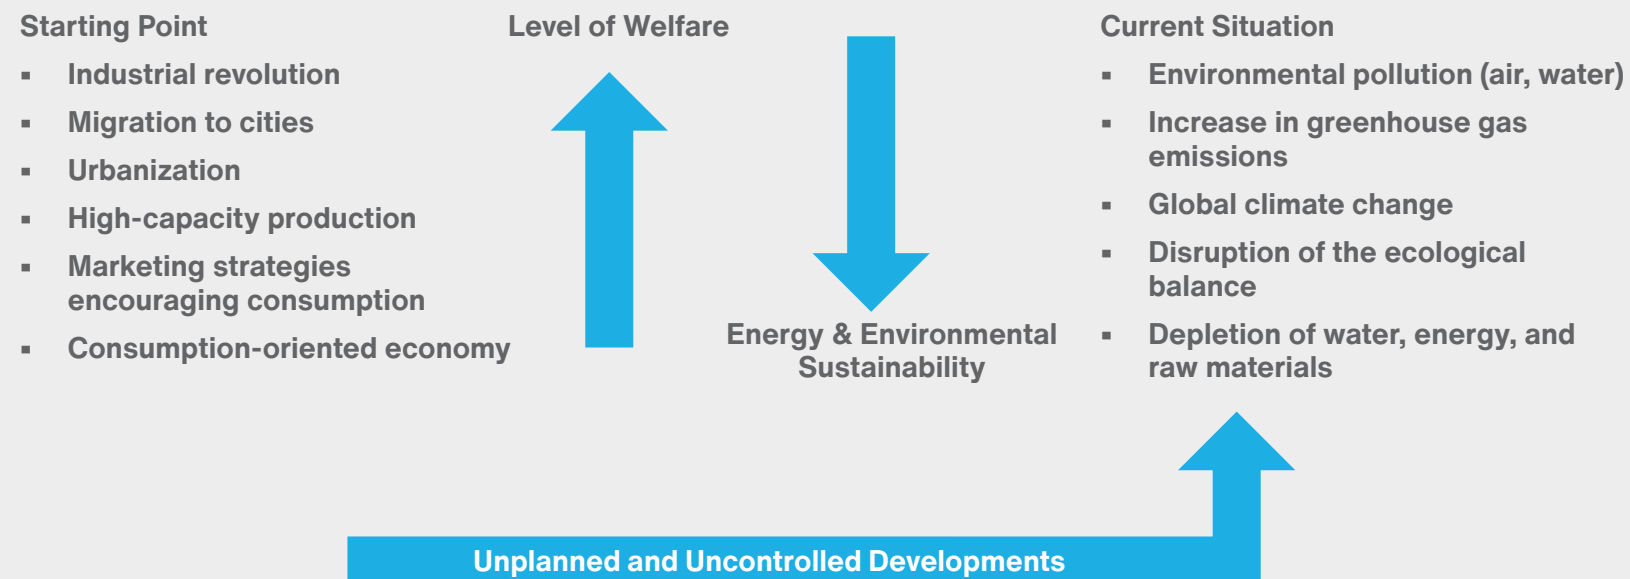 Starting Point
▪ Industrial revolution
▪ Migration to cities
▪ Urbanization
▪ High-capacity production
▪ Marketing strategies
encouraging consumption
▪ Consumption-oriented economy
Level of Welfare
Energy & Environmental
Sustainability
Current Situation
▪ Environmental pollution (air, water)
▪ Increase in greenhouse gas
emissions
▪ Global climate change
▪ Disruption of the ecological
balance
▪ Depletion of water, energy, and
raw materials
Unplanned and Uncontrolled Developments